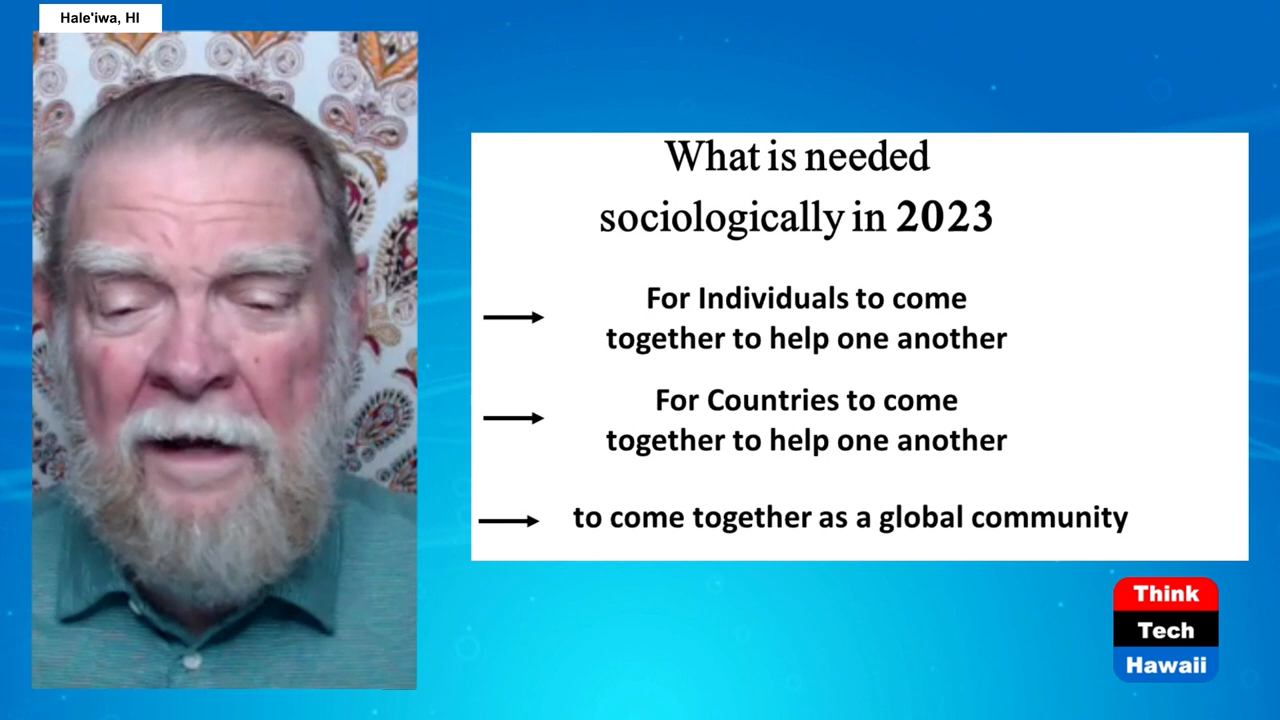 Hale'iwa, HI
What is needed
sociologically in 2023
For Individuals to come
together to help one another
For Countries to come
together to help one another
to come together as a global community
Think
Tech
Hawaii